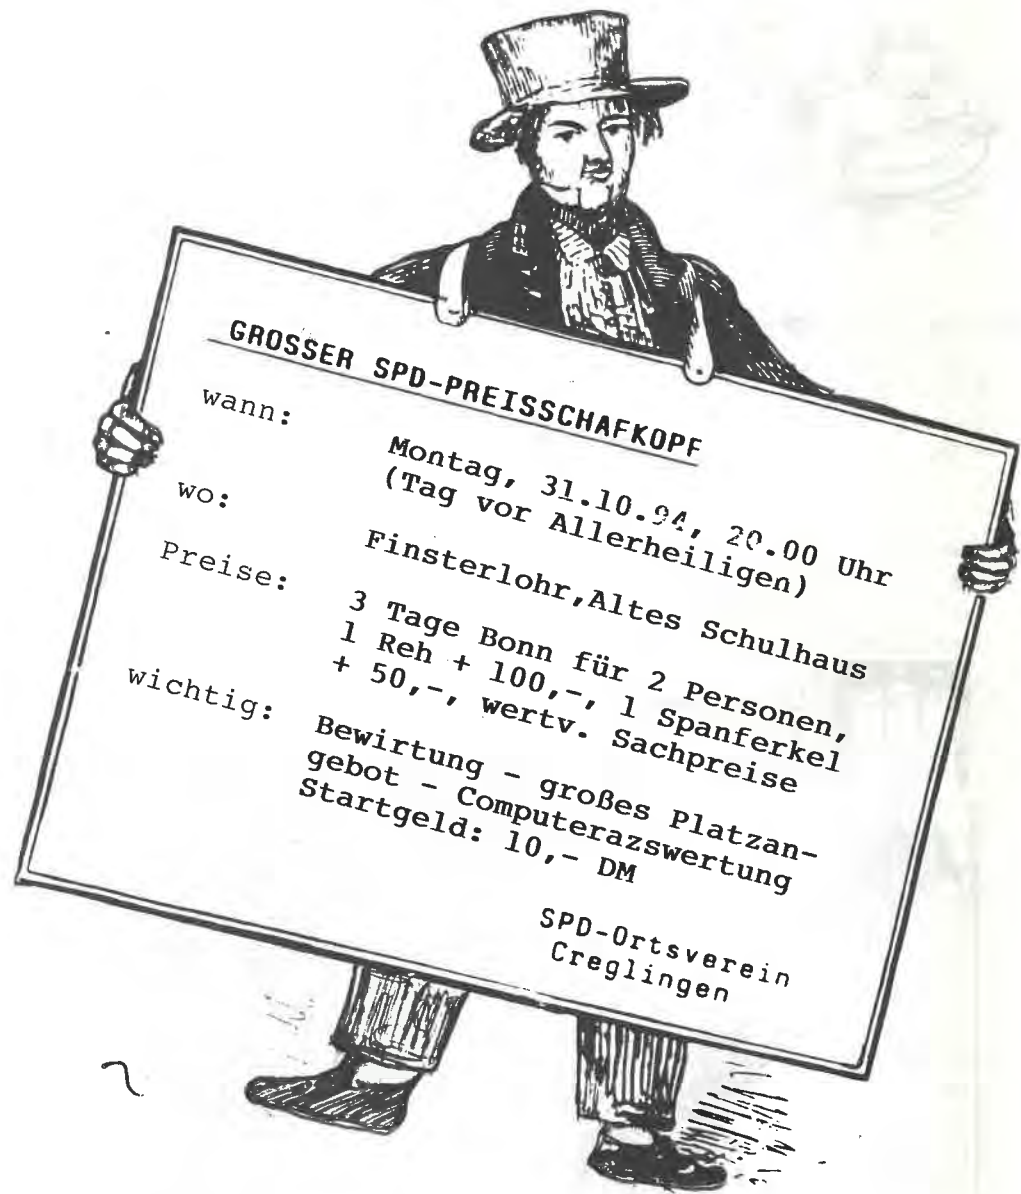 GROSSER SPD-PREISSCHAFKOPF
wann: Montag, 31.10.94, 20.00 Uhr
(Tag vor Allerheiligen)
wo: Finsterlohr,Altes Schulhaus
Preise: 3 Tage Bonn für 2 Personen,
1 Reh + 100,-, 1 Spanferkel
+ 50,-, wertv. Sachpreise
wichtig: Bewirtung - großes Platzan-
gebot - Computerazswertung
Startgeld: 10,- DM
SPD-Ortsverein
Creglingen